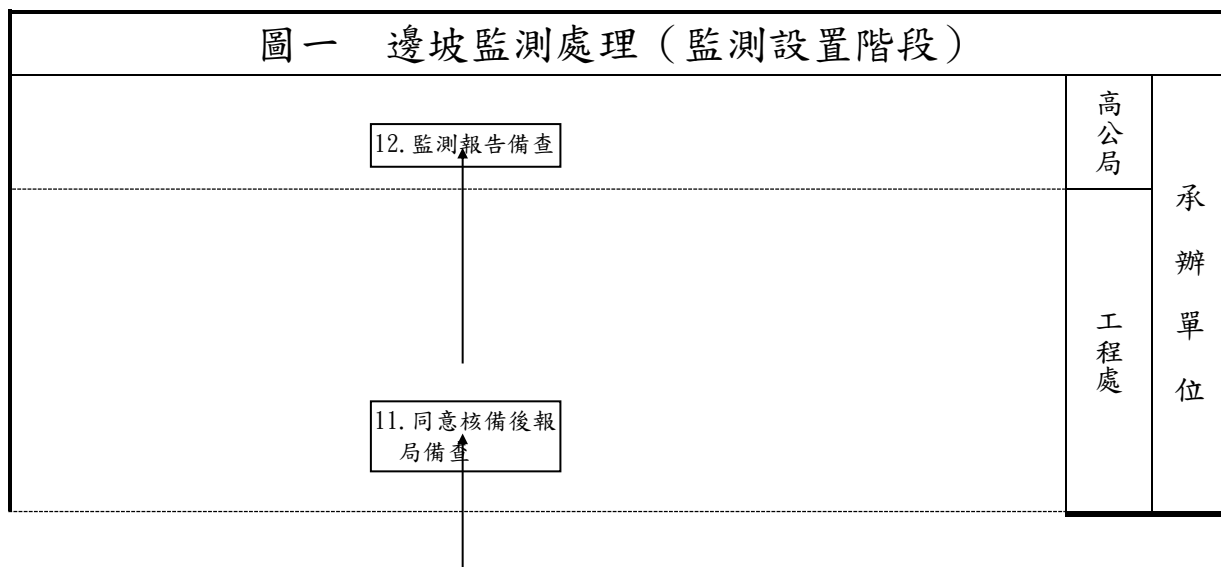 圖一　邊坡監測處理（監測設置階段）
12.監測報告備查
高公局
承辦單位
工程處
11.同意核備後報
局備查